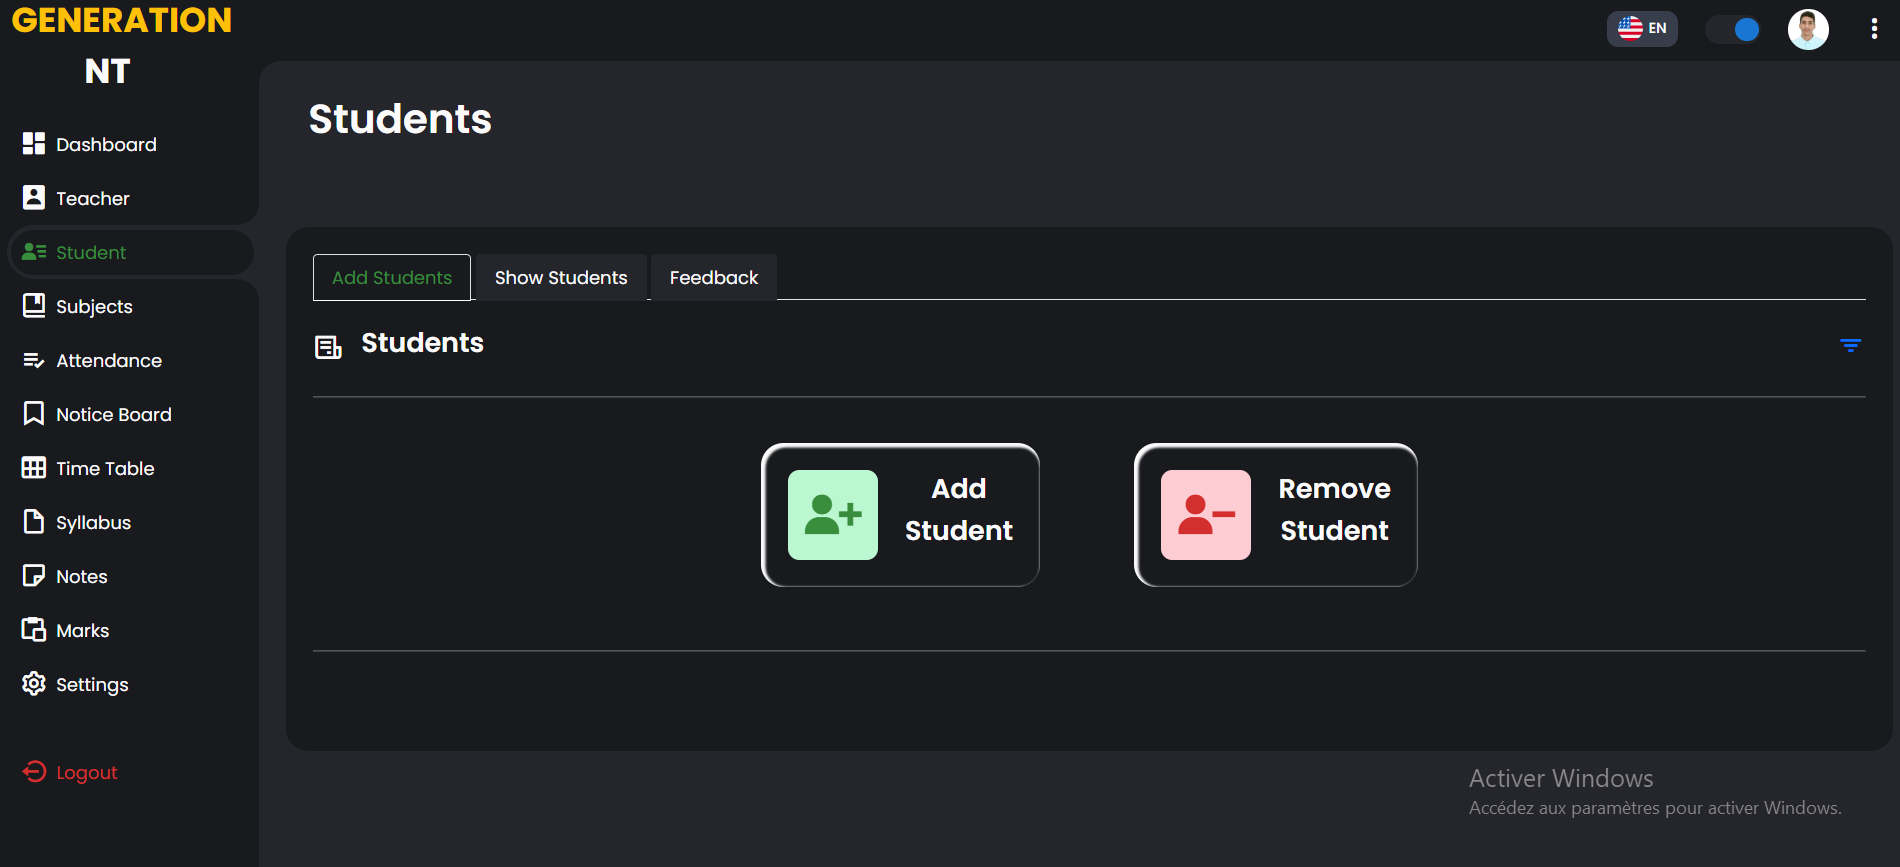 GENERATION
NT
EN
Dashboard
Teacher
Student
Subjects
Attendance
Notice Board
Time Table
Syllabus
Notes
Marks
Settings
Logout
Students
Add Students
Show Students
Feedback
Students
Add
Student
Remove
Student
Activer Windows
Accédez aux paramètres pour activer Windows.